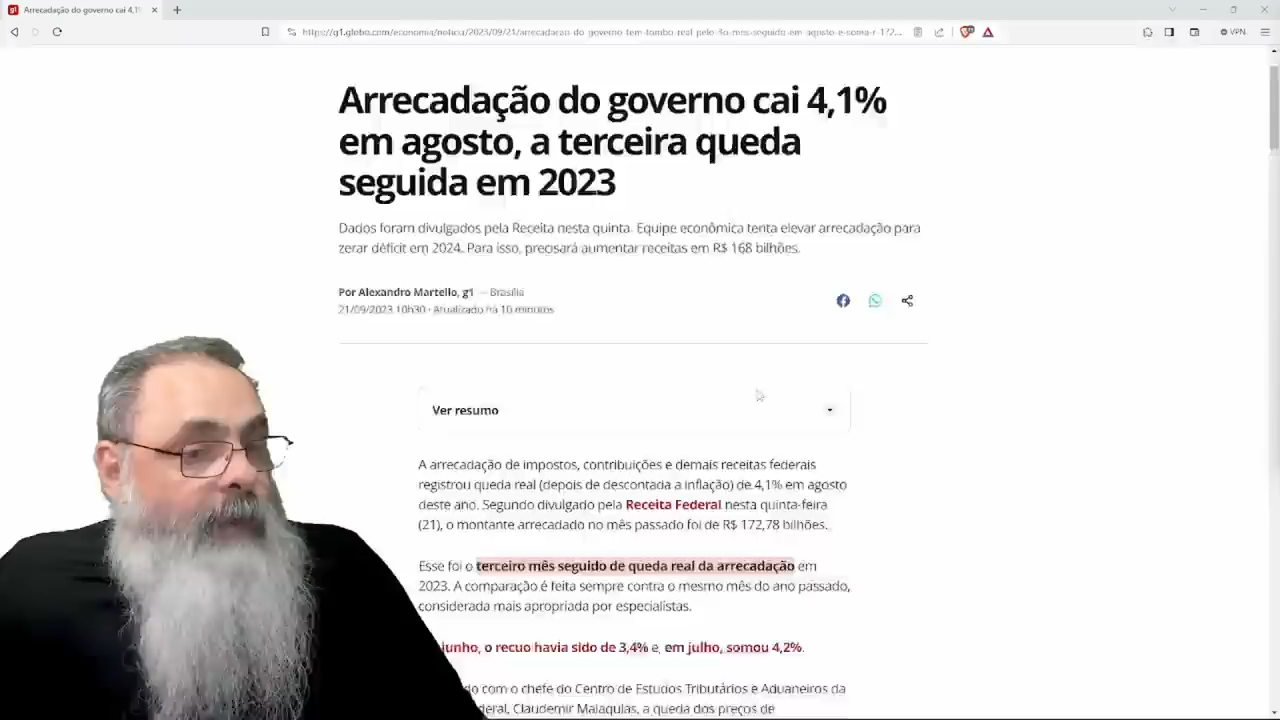 Arrecadação do governo cai 4,1%
https://g1.globo.com/economia/noticia/2023/09/21/arrecadacao-do-governo-tem-tombo-real-pelo-3o-mes-seguido-em-agosto-e-soma-r-172...
VPN
Arrecadação do governo cai 4,1%
em agosto, a terceira queda
seguida em 2023
Dados foram divulgados pela Receita nesta quinta. Equipe econômica tenta elevar arrecadação para
zerar déficit em 2024. Para isso, precisará aumentar receitas em R$ 168 bilhões.
Por Alexandro Martello, g1 — Brasília
21/09/2023 10h30 · Atualizado há 10 minutos
Ver resumo
A arrecadação de impostos, contribuições e demais receitas federais
registrou queda real (depois de descontada a inflação) de 4,1% em agosto
deste ano. Segundo divulgado pela Receita Federal nesta quinta-feira
(21), o montante arrecadado no mês passado foi de R$ 172,78 bilhões.
Esse foi o terceiro mês seguido de queda real da arrecadação em
2023. A comparação é feita sempre contra o mesmo mês do ano passado,
considerada mais apropriada por especialistas.
junho, o recuo havia sido de 3,4% e, em julho, somou 4,2%.
do com o chefe do Centro de Estudos Tributários e Aduaneiros da
deral, Claudemir Malaquias, a queda dos preços de